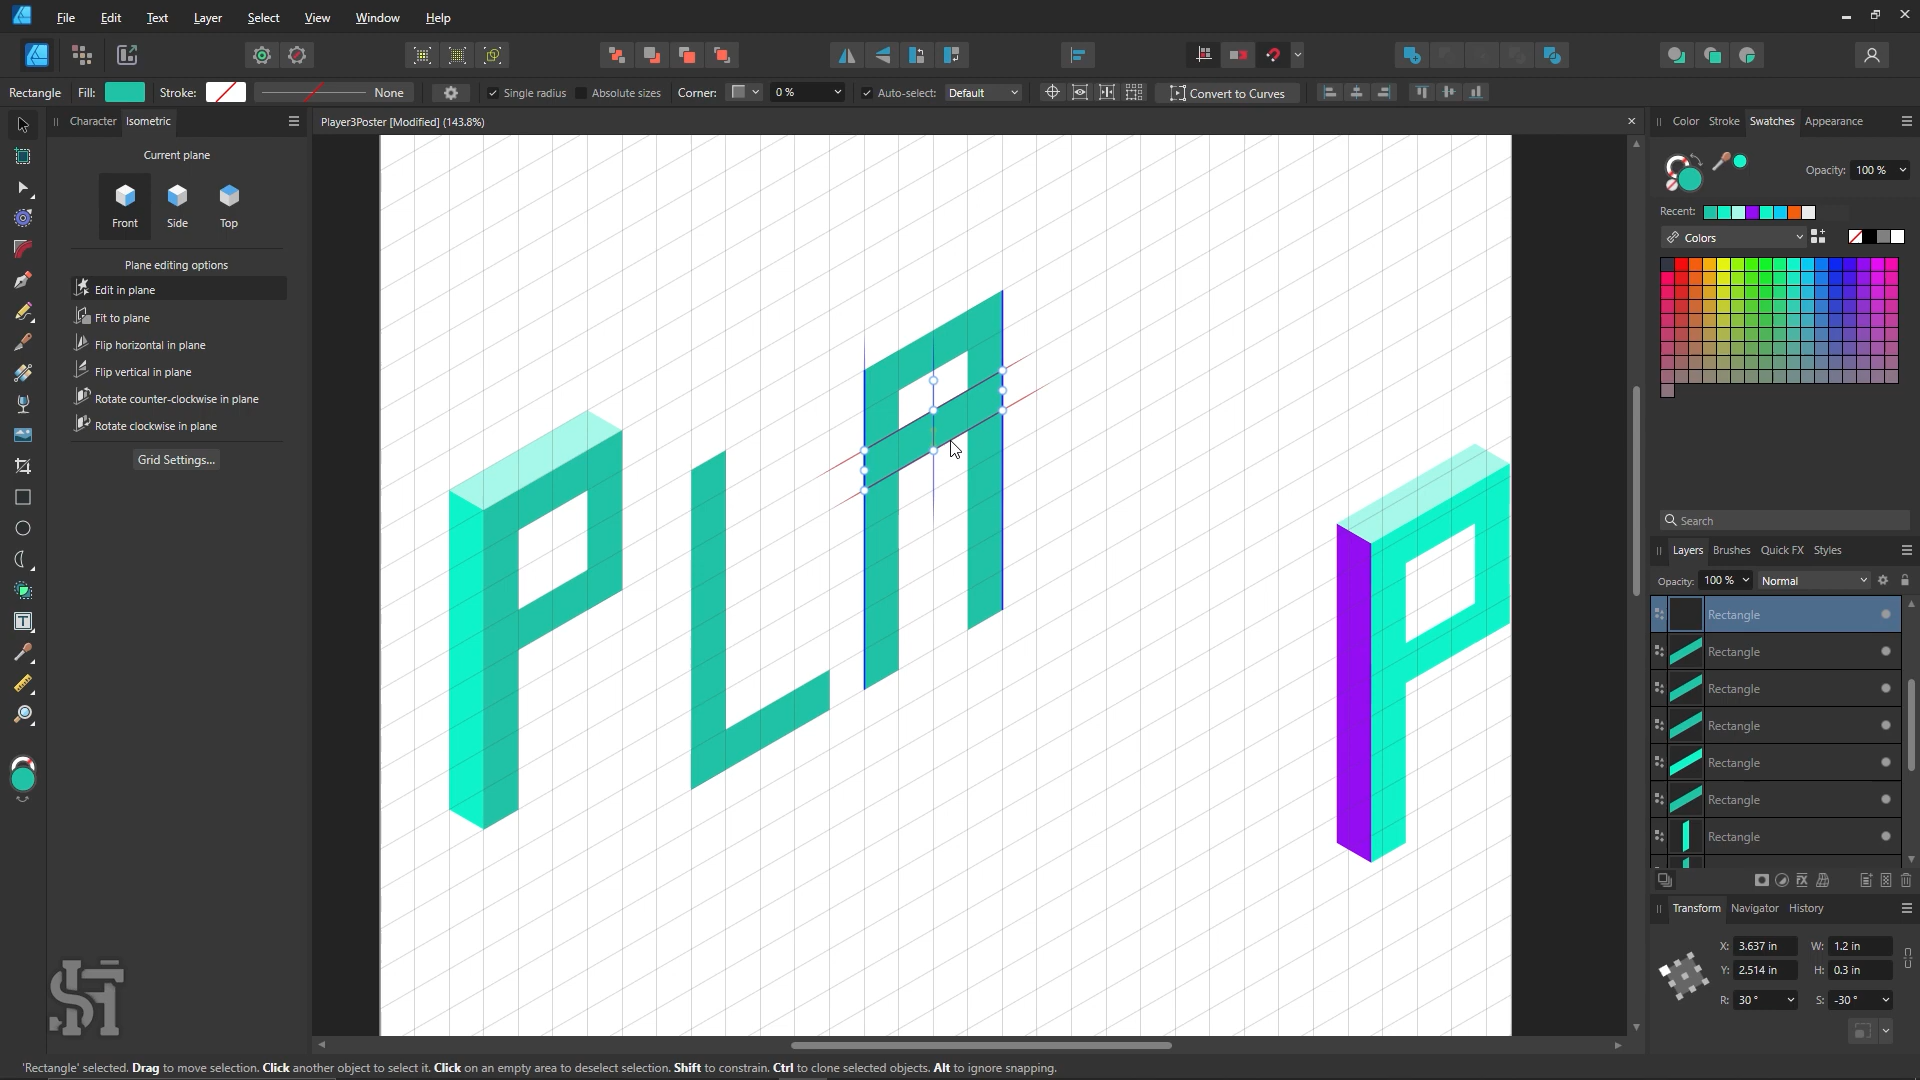 File Edit Text Layer Select View Window Help
Rectangle Fill: Stroke: None Single radius Absolute sizes Corner: 0 % Auto-select: Default Convert to Curves
Character Isometric
Player3Poster [Modified] (143.8%)
Color Stroke Swatches Appearance
Current plane
Opacity: 100 %
Front Side Top
Recent:
Colors
Plane editing options
Edit in plane
Fit to plane
Flip horizontal in plane
Flip vertical in plane
Rotate counter-clockwise in plane
Rotate clockwise in plane
Grid Settings...
PLA
P
Search
Layers Brushes Quick FX Styles
Opacity: 100 % Normal
Rectangle
Rectangle
Rectangle
Rectangle
Rectangle
Rectangle
Rectangle
Transform Navigator History
X: 3.637 in W: 1.2 in
Y: 2.514 in H: 0.3 in
R: 30 ° S: -30 °
'Rectangle' selected. Drag to move selection. Click another object to select it. Click on an empty area to deselect selection. Shift to constrain. Ctrl to clone selected objects. Alt to ignore snapping.